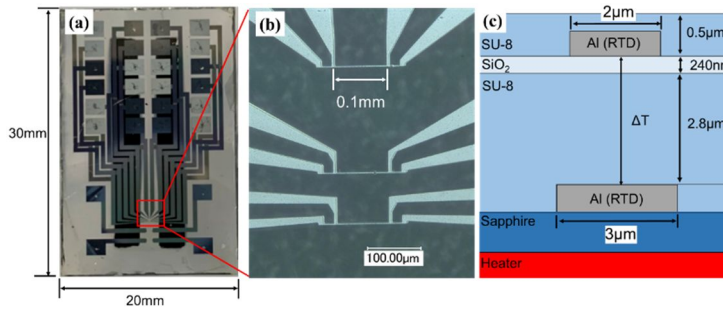 (a)
30mm
20mm
(b)
0.1mm
100.00μm
(c)
2μm
Al (RTD)
0.5μm
SU-8
SiO₂
240nm
SU-8
ΔT
2.8μm
Al (RTD)
Sapphire
3μm
Heater